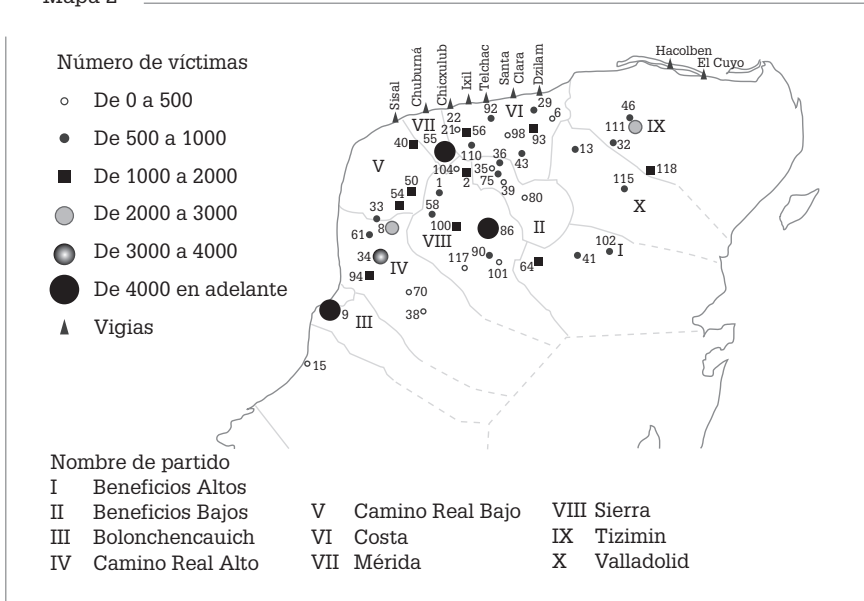 Número de víctimas
De 0 a 500
De 500 a 1000
De 1000 a 2000
De 2000 a 3000
De 3000 a 4000
De 4000 en adelante
Vigias
Sisal
Chuburná
Chicxulub
Ixil
Telchac
Santa
Clara
Dzilam
Hacolben
El Cuyo
VII
22
21
56
92
VI
29
6
98
93
46
111
IX
32
13
118
115
X
40
55
110
104
2
35
36
75
39
43
80
V
50
54
1
33
8
61
58
100
VIII
86
II
34
IV
94
117
90
101
64
41
102
I
70
38
9
III
15
Nombre de partido
I Beneficios Altos
II Beneficios Bajos
III Bolonchencauich
IV Camino Real Alto
V Camino Real Bajo
VI Costa
VII Mérida
VIII Sierra
IX Tizimin
X Valladolid